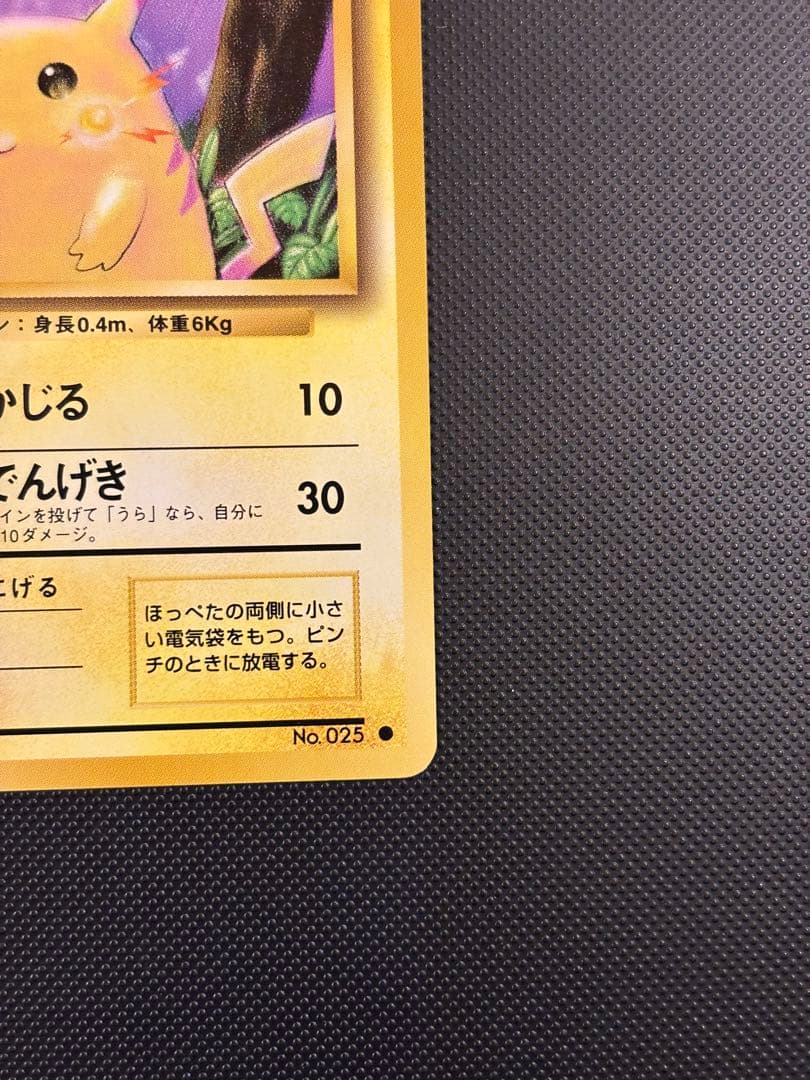 ン：身長0.4m、体重6Kg
かじる 10
でんげき 30
インを投げて「うら」なら、自分に
10ダメージ。
にげる
ほっぺたの両側に小さ
い電気袋をもつ。ピン
チのときに放電する。
No. 025 ●